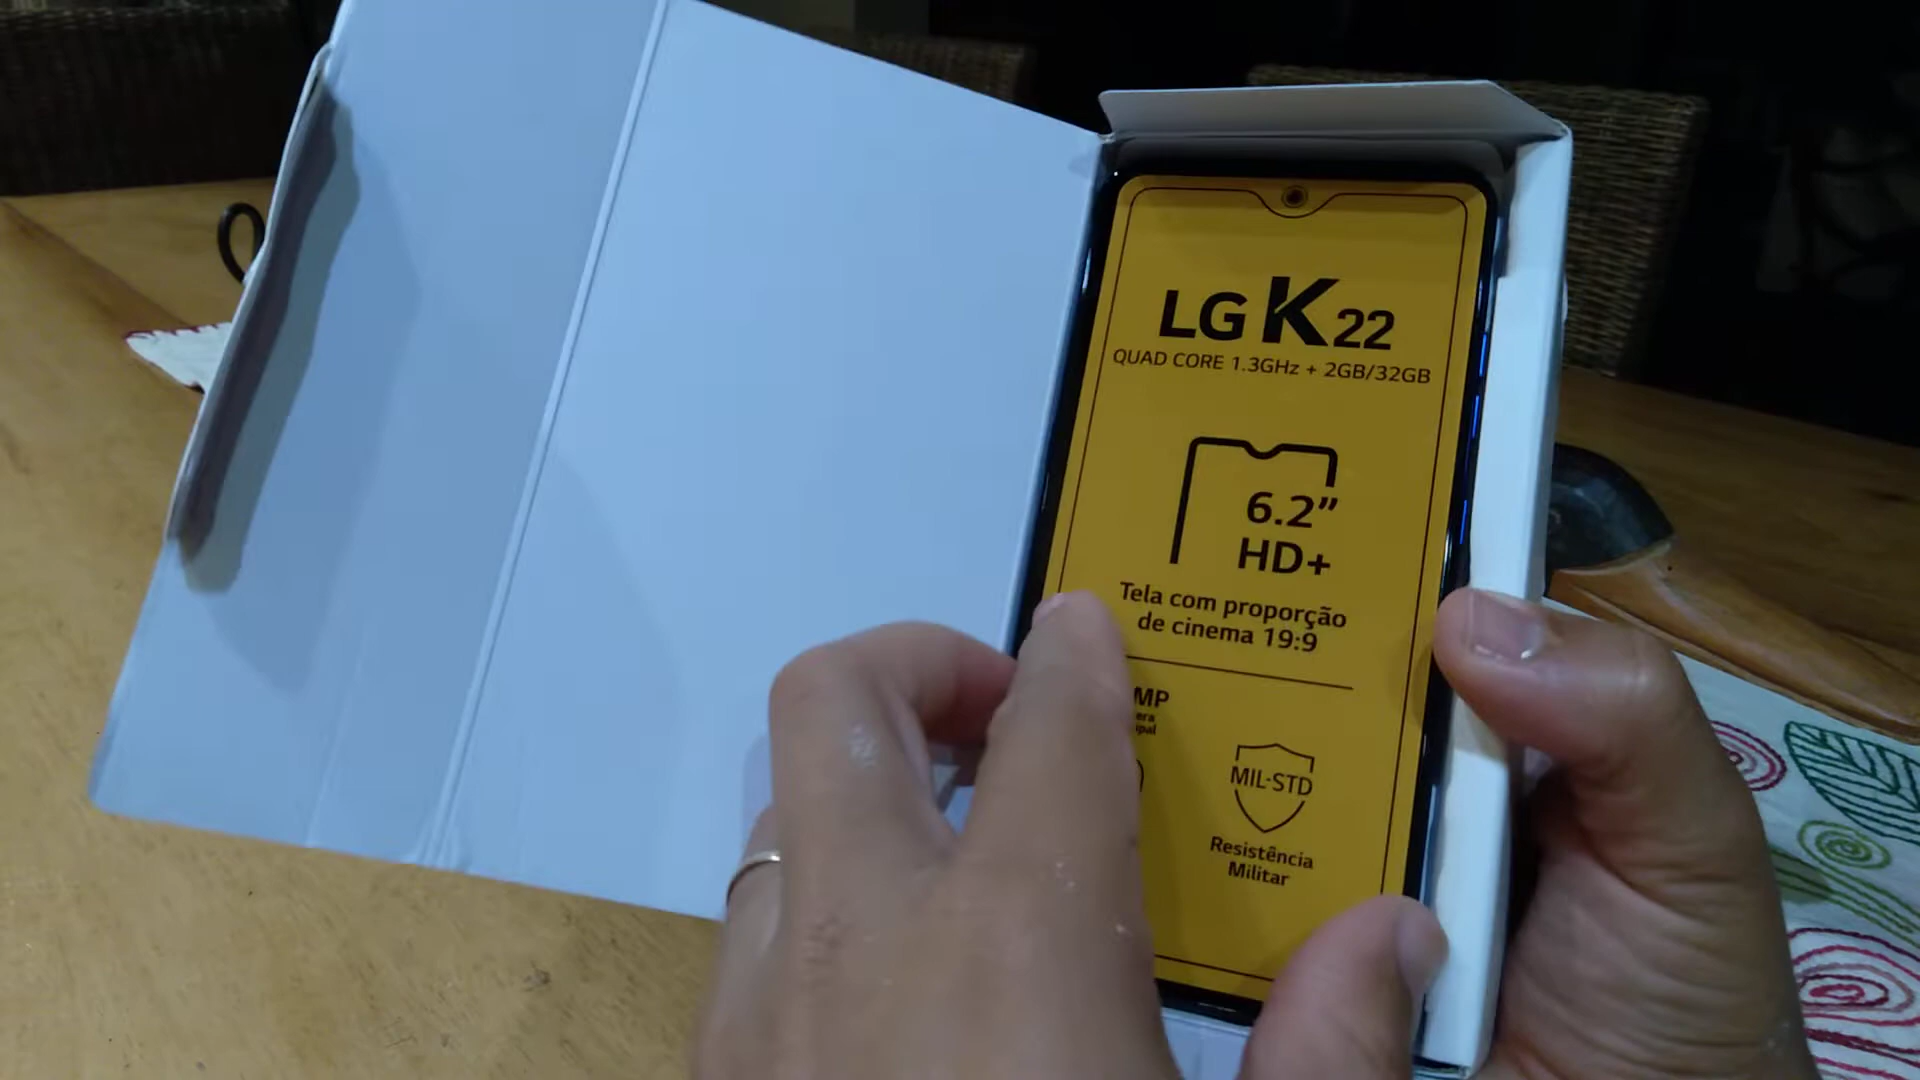 LG K22
QUAD CORE 1.3GHz + 2GB/32GB
6.2”
HD+
Tela com proporção
de cinema 19:9
MP
MIL-STD
Resistência
Militar